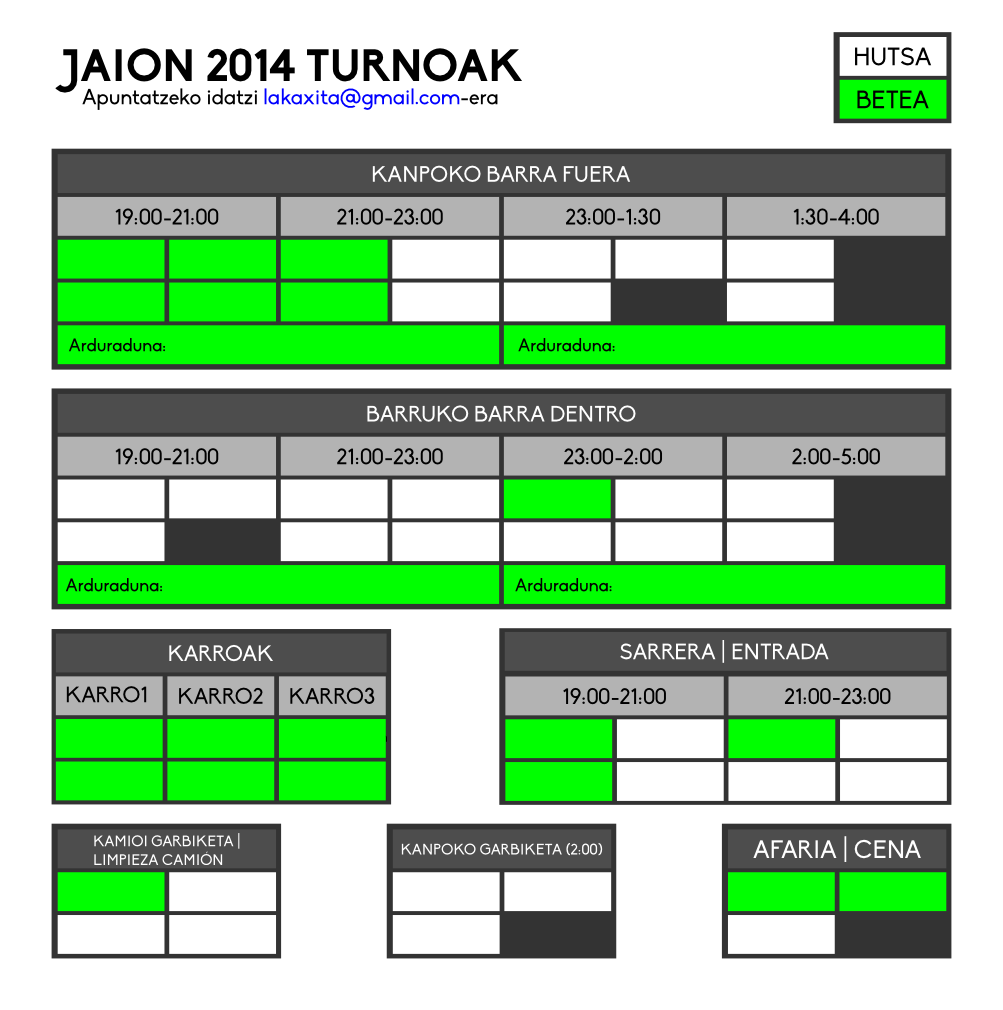 JAION 2014 TURNOAK
Apuntatzeko idatzi lakaxita@gmail.com-era
HUTSA
BETEA
KANPOKO BARRA FUERA
19:00-21:00 21:00-23:00 23:00-1:30 1:30-4:00
Arduraduna: Arduraduna:
BARRUKO BARRA DENTRO
19:00-21:00 21:00-23:00 23:00-2:00 2:00-5:00
Arduraduna: Arduraduna:
KARROAK
KARRO1 KARRO2 KARRO3
SARRERA | ENTRADA
19:00-21:00 21:00-23:00
KAMIOI GARBIKETA |
LIMPIEZA CAMIÓN
KANPOKO GARBIKETA (2:00)
AFARIA | CENA